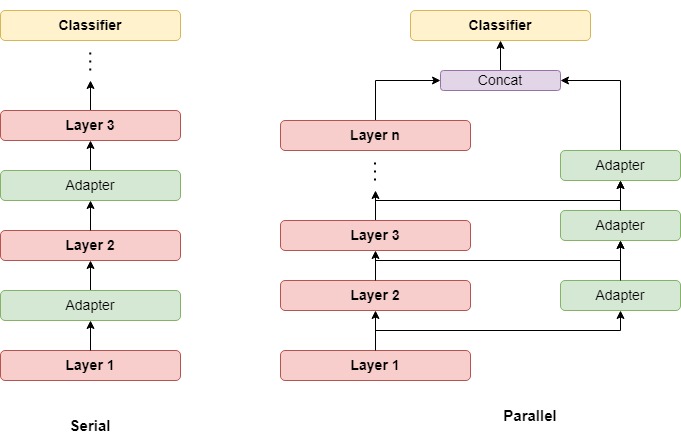 Classifier
Layer 3
Adapter
Layer 2
Adapter
Layer 1
Serial
Classifier
Concat
Layer n
Adapter
Layer 3
Adapter
Layer 2
Adapter
Layer 1
Parallel